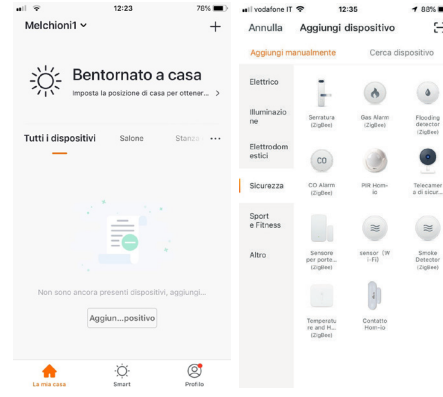 12:23
76%
Melchioni1
Bentornato a casa
Imposta la posizione di casa per ottener...
Tutti i dispositivi
Salone
Stanza
Non sono ancora presenti dispositivi, aggiungi...
Aggiun...positivo
La mia casa
Smart
Profilo
vodafone IT
12:35
88%
Annulla
Aggiungi dispositivo
Aggiungi manualmente
Cerca dispositivo
Elettrico
Illuminazio
ne
Elettrodom
estici
Sicurezza
Sport
e Fitness
Altro
Serratura
(ZigBee)
Gas Alarm
(ZigBee)
Flooding
detector
(ZigBee)
CO
CO Alarm
(ZigBee)
PIR Hom-
io
Telecamer
a di sicur...
Sensore
per porte...
(ZigBee)
sensor (W
i-Fi)
Smoke
Detector
(ZigBee)
Temperatu
re and H...
(ZigBee)
Contatto
Hom-io